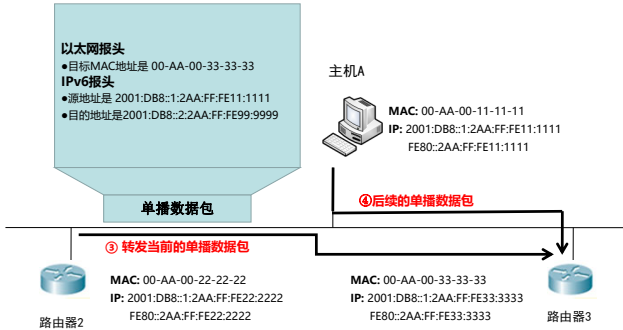 以太网报头
●目标MAC地址是 00-AA-00-33-33-33
IPv6报头
●源地址是 2001:DB8::1:2AA:FF:FE11:1111
●目的地址是2001:DB8::2:2AA:FF:FE99:9999
单播数据包
主机A
MAC: 00-AA-00-11-11-11
IP: 2001:DB8::1:2AA:FF:FE11:1111
FE80::2AA:FF:FE11:1111
④后续的单播数据包
③ 转发当前的单播数据包
MAC: 00-AA-00-22-22-22
IP: 2001:DB8::1:2AA:FF:FE22:2222
FE80::2AA:FF:FE22:2222
路由器2
MAC: 00-AA-00-33-33-33
IP: 2001:DB8::1:2AA:FF:FE33:3333
FE80::2AA:FF:FE33:3333
路由器3